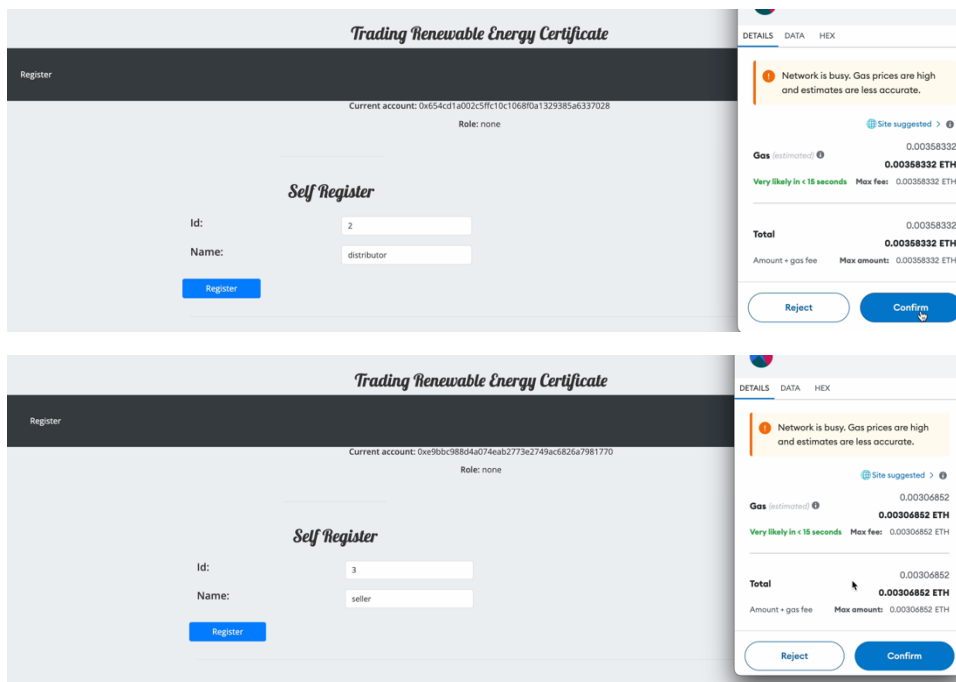 Trading Renewable Energy Certificate
Register
Current account: 0x654cd1a002c5ffc10c1068f0a1329385a6337028
Role: none
Self Register
Id: 2
Name: distributor
Register
DETAILS DATA HEX
! Network is busy. Gas prices are high
and estimates are less accurate.
Site suggested > i
0.00358332
Gas (estimated) i 0.00358332 ETH
Very likely in < 15 seconds Max fee: 0.00358332 ETH
0.00358332
Total 0.00358332 ETH
Amount + gas fee Max amount: 0.00358332 ETH
Reject Confirm
Trading Renewable Energy Certificate
Register
Current account: 0xe9bbc988d4a074eab2773e2749ac6826a7981770
Role: none
Self Register
Id: 3
Name: seller
Register
DETAILS DATA HEX
! Network is busy. Gas prices are high
and estimates are less accurate.
Site suggested > i
0.00306852
Gas (estimated) i 0.00306852 ETH
Very likely in < 15 seconds Max fee: 0.00306852 ETH
0.00306852
Total 0.00306852 ETH
Amount + gas fee Max amount: 0.00306852 ETH
Reject Confirm